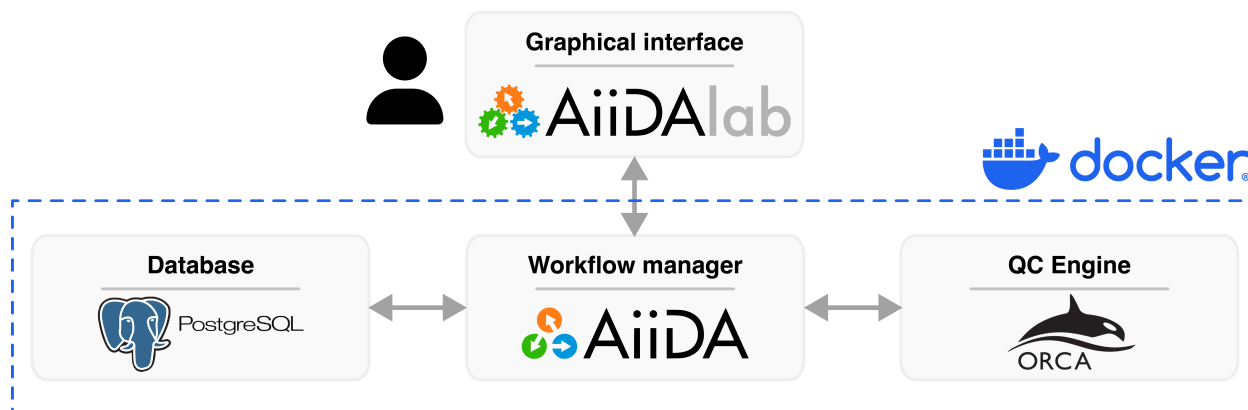 Graphical interface
AiiDAlab
docker®
Database
PostgreSQL
Workflow manager
AiiDA
QC Engine
ORCA